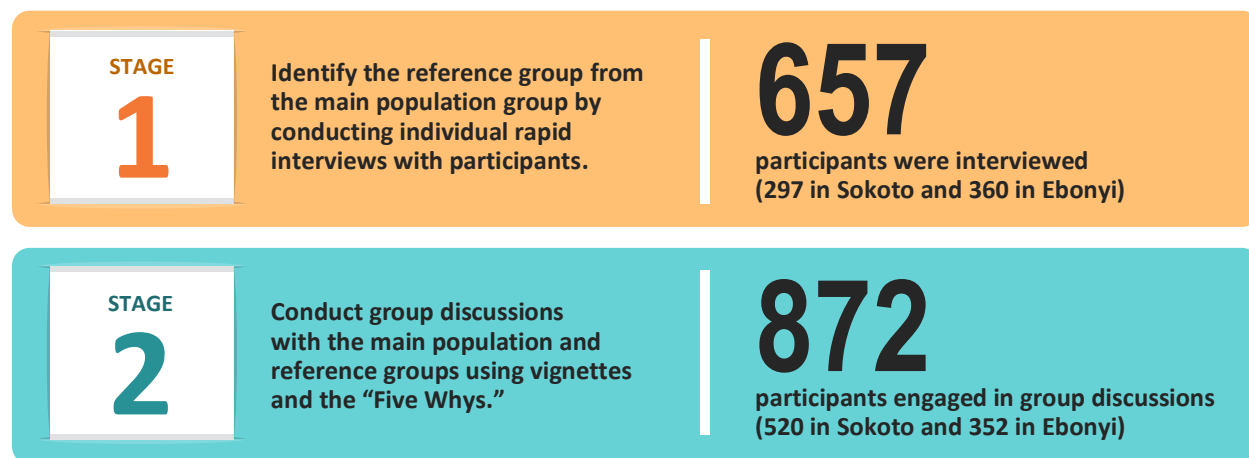 STAGE
1
Identify the reference group from
the main population group by
conducting individual rapid
interviews with participants.
657
participants were interviewed
(297 in Sokoto and 360 in Ebonyi)
STAGE
2
Conduct group discussions
with the main population and
reference groups using vignettes
and the “Five Whys.”
872
participants engaged in group discussions
(520 in Sokoto and 352 in Ebonyi)